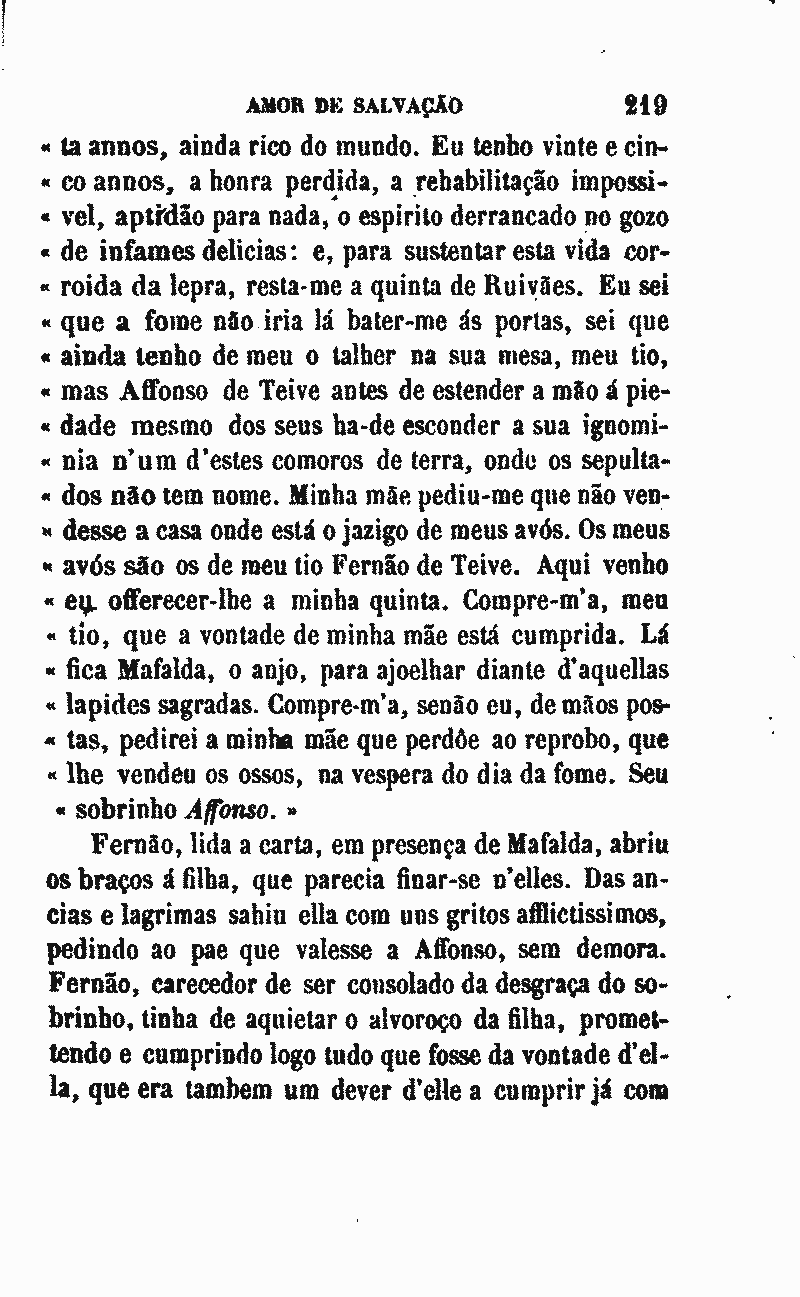 AMOR DE SALVAÇÃO 219
« ta annos, ainda rico do mundo. Eu tenho vinte e cin-
« co annos, a honra perdida, a rehabilitação impossi-
« vel, aptidão para nada, o espirito derrancado no gozo
« de infames delicias: e, para sustentar esta vida cor-
« roida da lepra, resta-me a quinta de Ruivães. Eu sei
« que a fome não iria lá bater-me ás portas, sei que
« ainda tenho de meu o talher na sua mesa, meu tio,
« mas Affonso de Teive antes de estender a mão á pie-
« dade mesmo dos seus ha-de esconder a sua ignomi-
« nia n'um d'estes comoros de terra, onde os sepulta-
« dos não tem nome. Minha mãe pediu-me que não ven-
« desse a casa onde está o jazigo de meus avós. Os meus
« avós são os de meu tio Fernão de Teive. Aqui venho
« eu offerecer-lhe a minha quinta. Compre-m'a, meu
« tio, que a vontade de minha mãe está cumprida. Lá
« fica Mafalda, o anjo, para ajoelhar diante d'aquellas
« lapides sagradas. Compre-m'a, senão eu, de mãos pos-
« tas, pedirei a minha mãe que perdôe ao reprobo, que
« lhe vendeu os ossos, na vespera do dia da fome. Seu
« sobrinho Affonso. »
Fernão, lida a carta, em presença de Mafalda, abriu
os braços á filha, que parecia finar-se n'elles. Das an-
cias e lagrimas sahiu ella com uns gritos afflictissimos,
pedindo ao pae que valesse a Affonso, sem demora.
Fernão, carecedor de ser consolado da desgraça do so-
brinho, tinha de aquietar o alvoroço da filha, promet-
tendo e cumprindo logo tudo que fosse da vontade d'el-
la, que era tambem um dever d'elle a cumprir já com